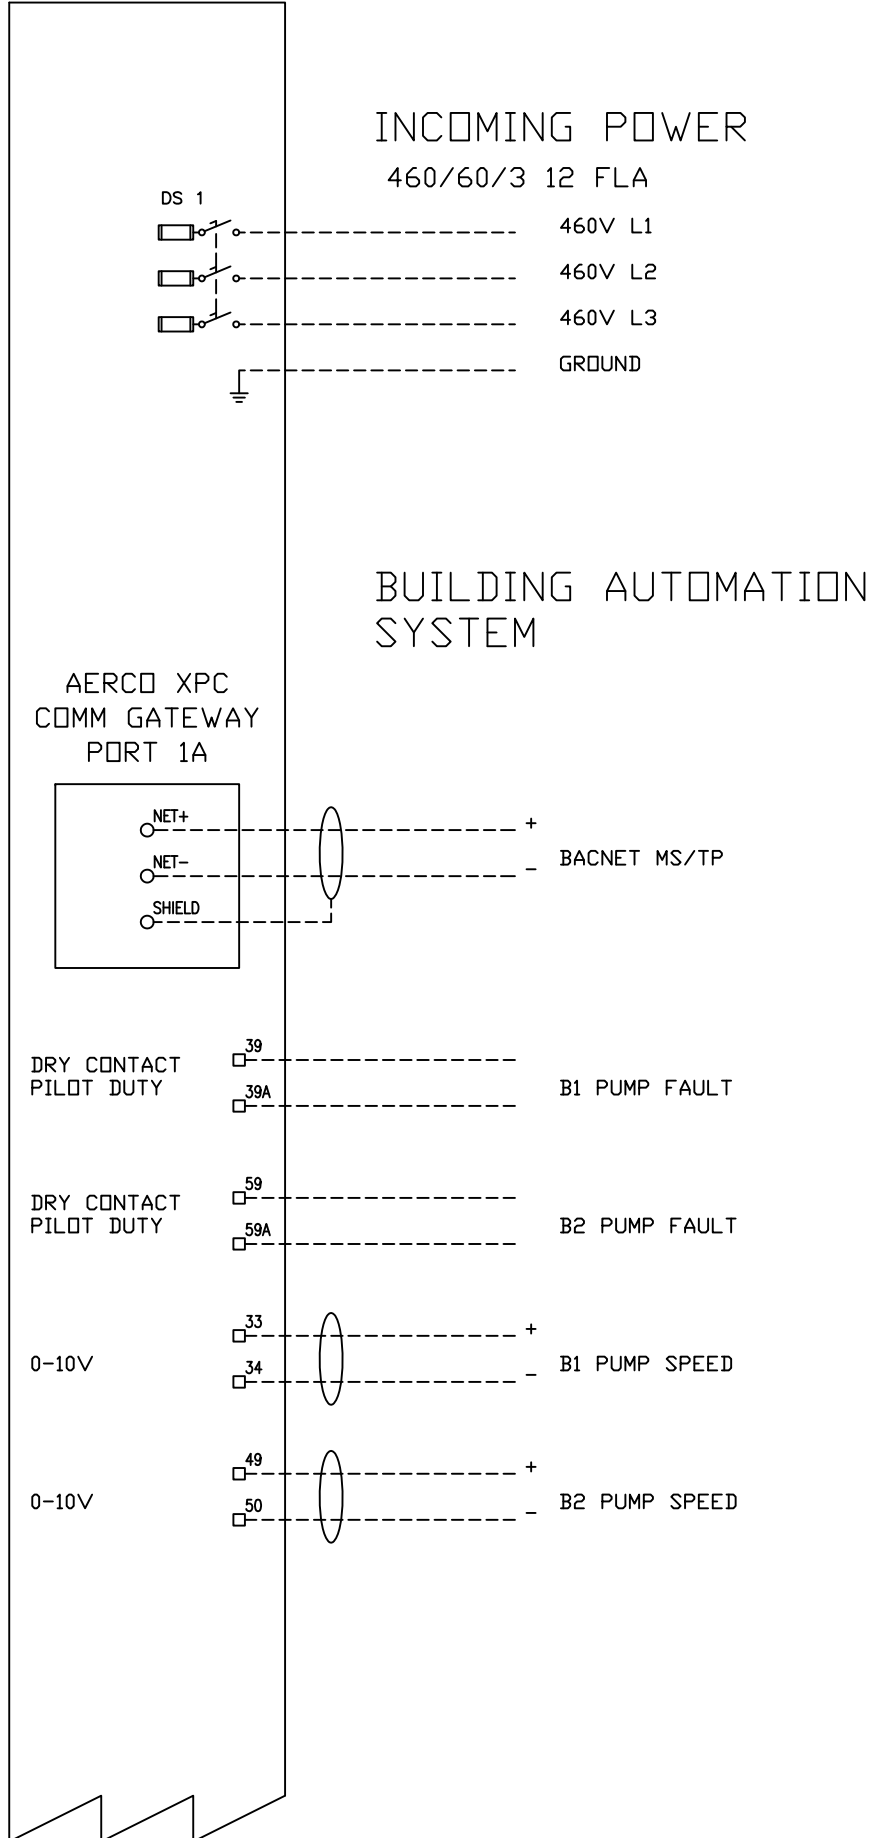 INCOMING POWER
460/60/3 12 FLA
DS 1
460V L1
460V L2
460V L3
GROUND
BUILDING AUTOMATION
SYSTEM
AERCO XPC
COMM GATEWAY
PORT 1A
NET+
+
NET-
-
BACNET MS/TP
SHIELD
DRY CONTACT
PILOT DUTY
39
39A
B1 PUMP FAULT
DRY CONTACT
PILOT DUTY
59
59A
B2 PUMP FAULT
0-10V
33
+
34
-
B1 PUMP SPEED
0-10V
49
+
50
-
B2 PUMP SPEED